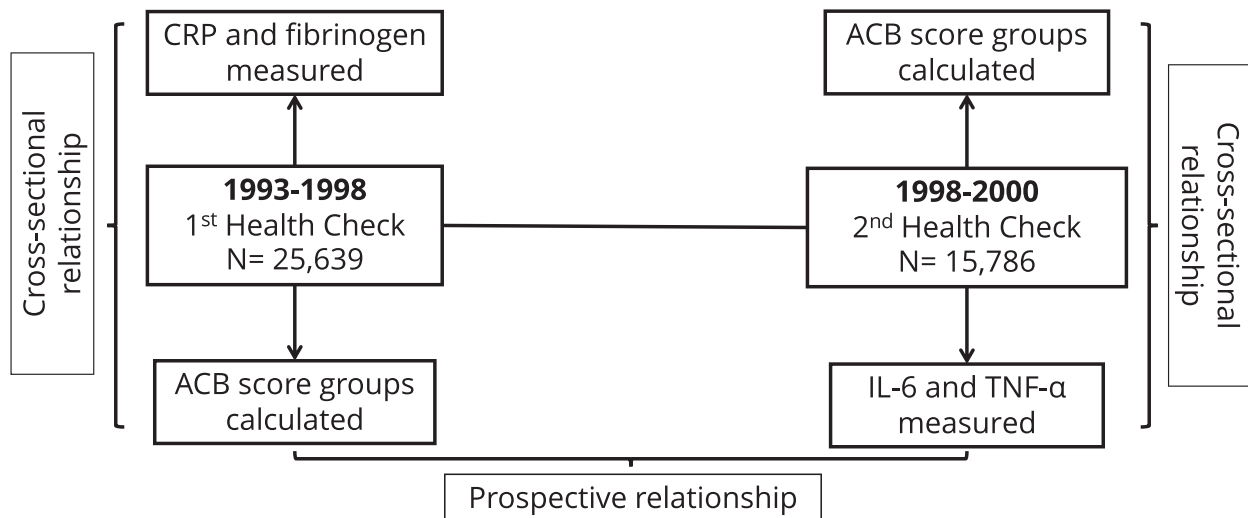 Cross-sectional
relationship
CRP and fibrinogen
measured
1993-1998
1st Health Check
N= 25,639
ACB score groups
calculated
ACB score groups
calculated
1998-2000
2nd Health Check
N= 15,786
IL-6 and TNF-α
measured
Cross-sectional
relationship
Prospective relationship